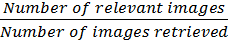 Number of relevant images
Number of images retrieved